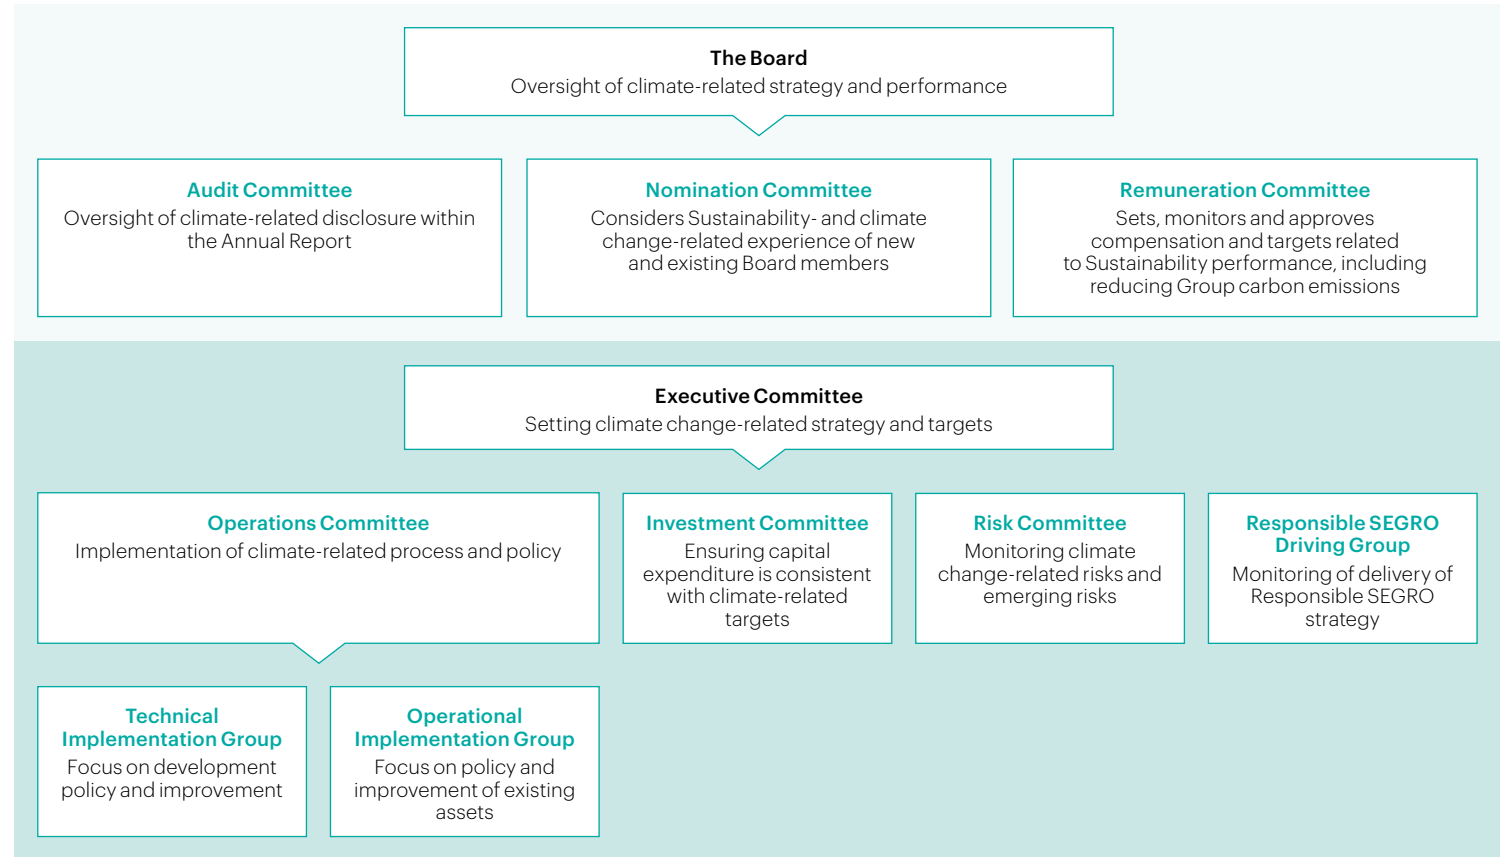 The Board
Oversight of climate-related strategy and performance
Audit Committee
Oversight of climate-related disclosure within
the Annual Report
Nomination Committee
Considers Sustainability- and climate
change-related experience of new
and existing Board members
Remuneration Committee
Sets, monitors and approves
compensation and targets related
to Sustainability performance, including
reducing Group carbon emissions
Executive Committee
Setting climate change-related strategy and targets
Operations Committee
Implementation of climate-related process and policy
Investment Committee
Ensuring capital
expenditure is consistent
with climate-related
targets
Risk Committee
Monitoring climate
change-related risks and
emerging risks
Responsible SEGRO
Driving Group
Monitoring of delivery of
Responsible SEGRO
strategy
Technical
Implementation Group
Focus on development
policy and improvement
Operational
Implementation Group
Focus on policy and
improvement of existing
assets